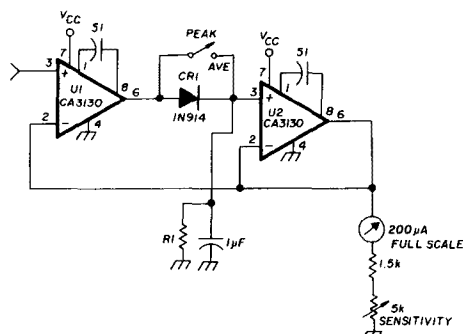 VCC
51
7
1
3
+
U1
CA3130
8
6
2
−
4
PEAK
AVE
CR1
1N914
VCC
51
7
1
3
+
U2
CA3130
8
6
2
−
4
R1
1μF
200μA
FULL SCALE
1.5k
5k
SENSITIVITY